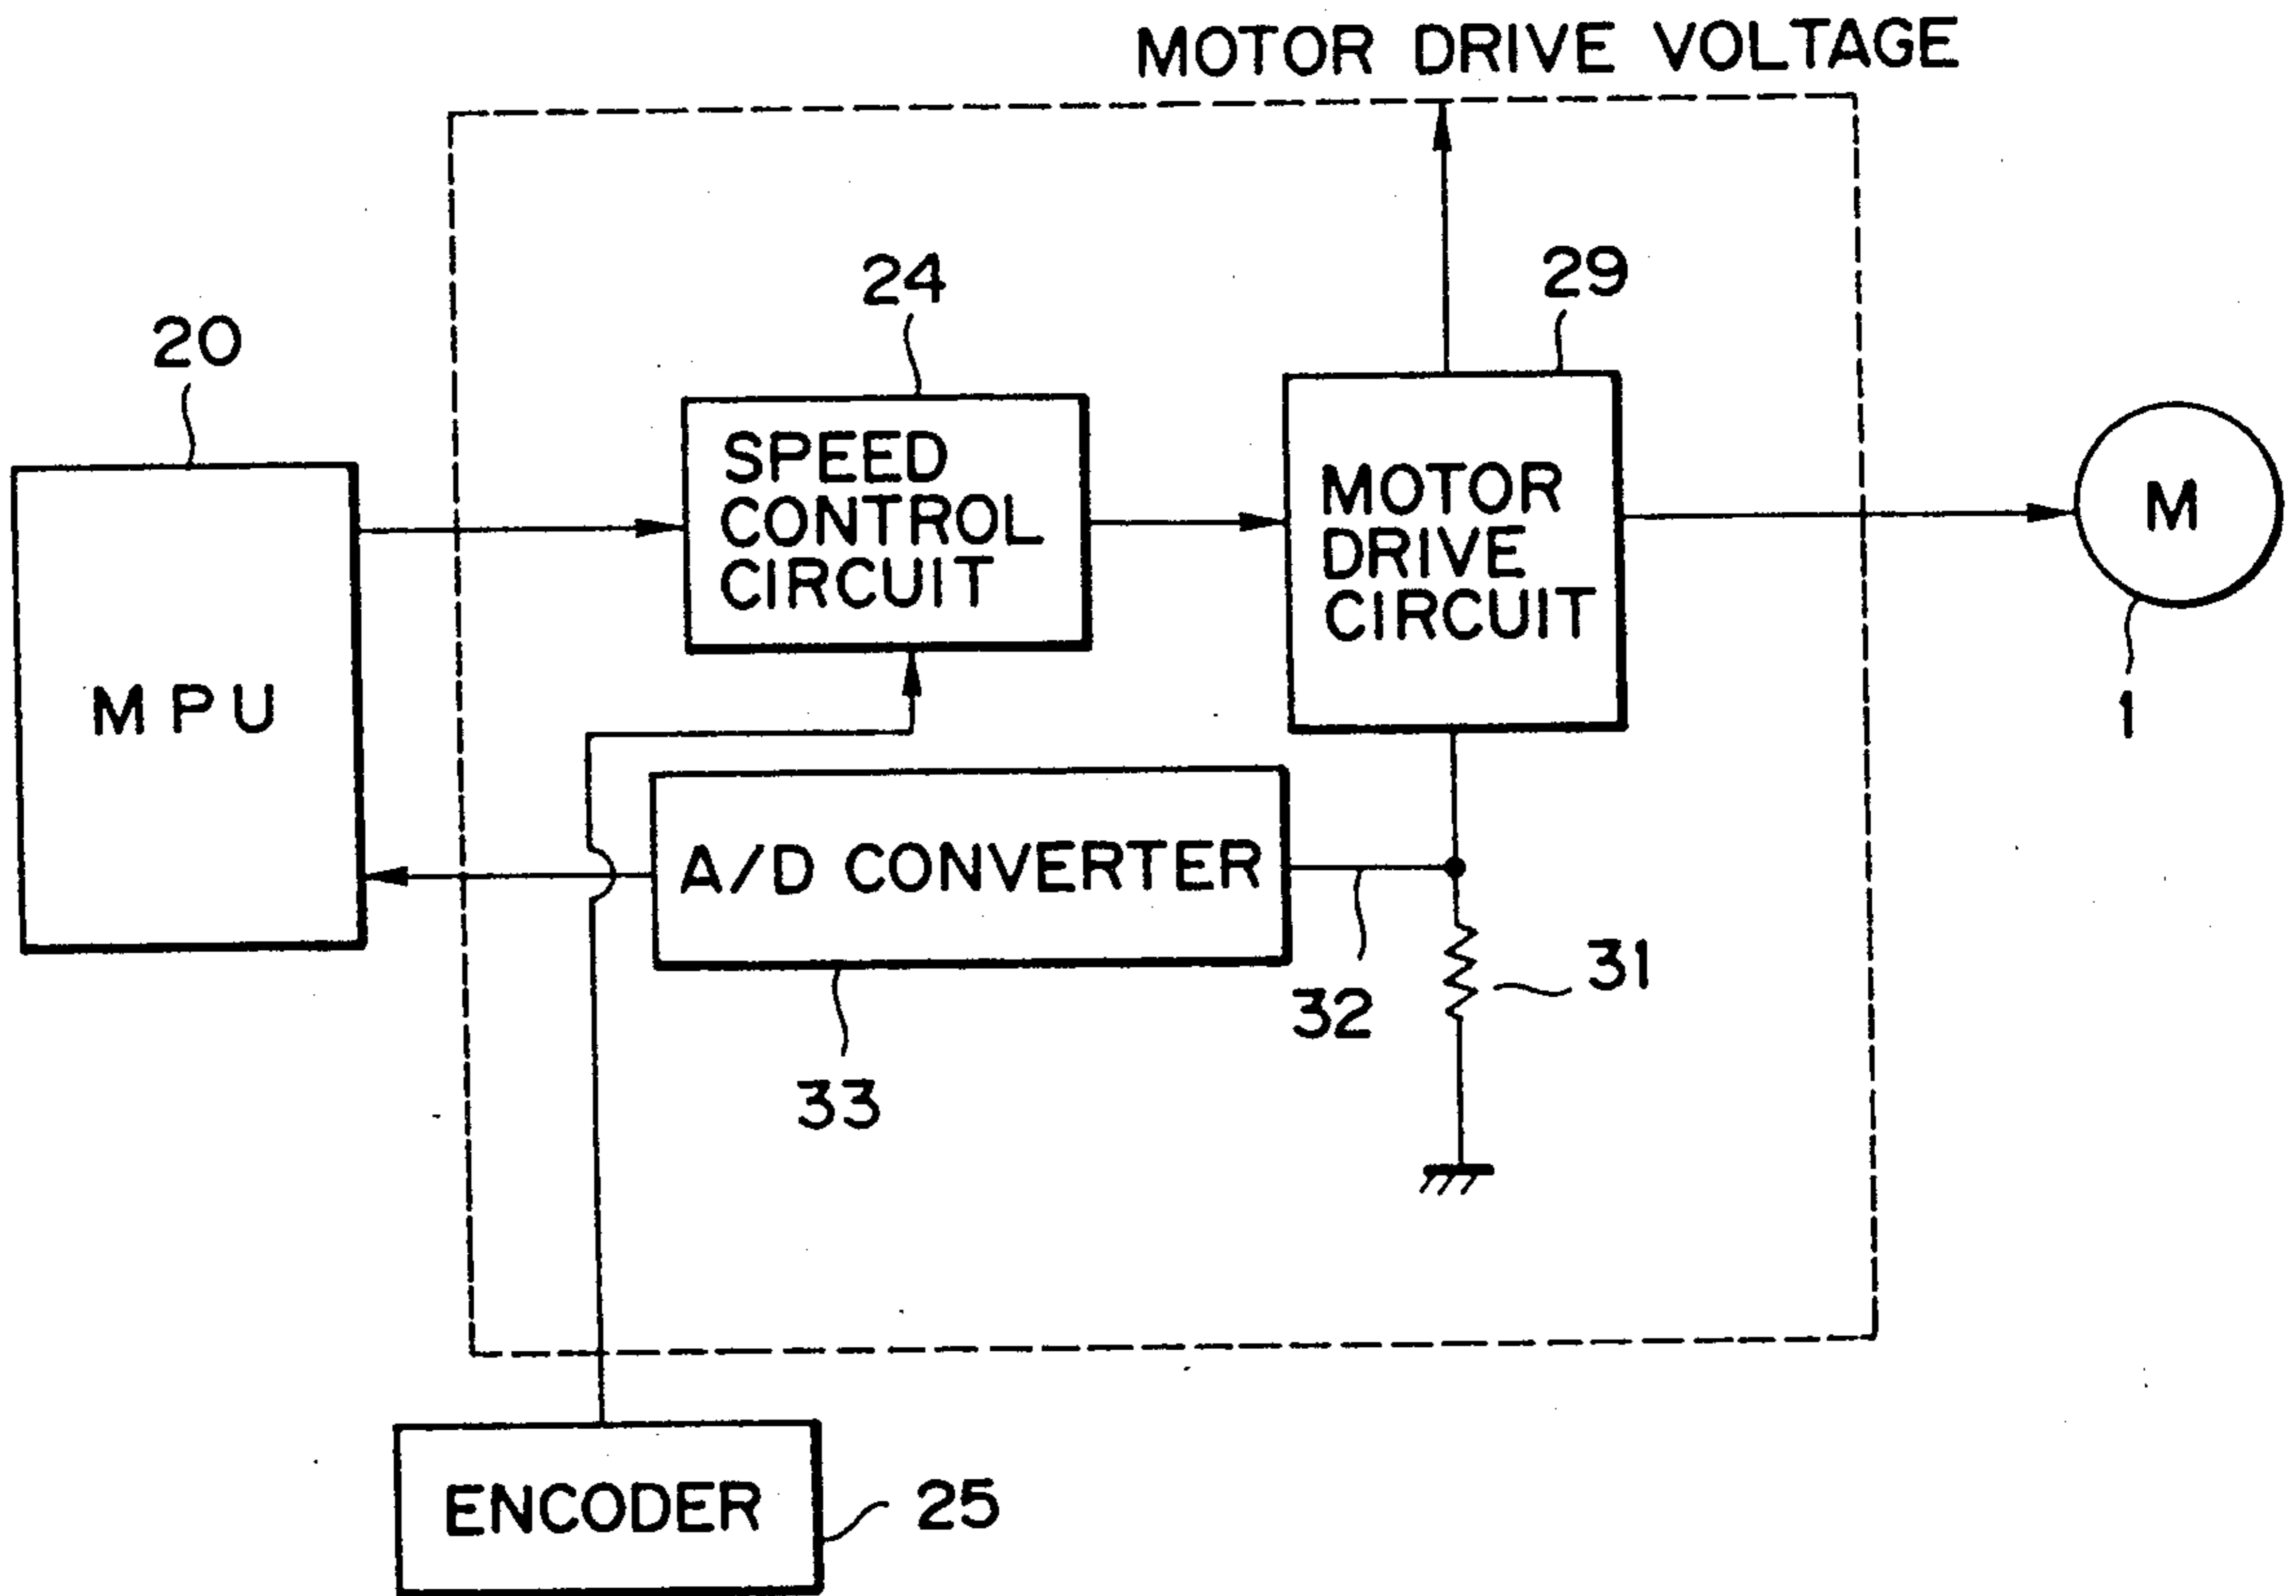 MOTOR DRIVE VOLTAGE
24
29
20
SPEED
CONTROL
CIRCUIT
MOTOR
DRIVE
CIRCUIT
M
MPU
1
A/D CONVERTER
31
32
33
ENCODER
25